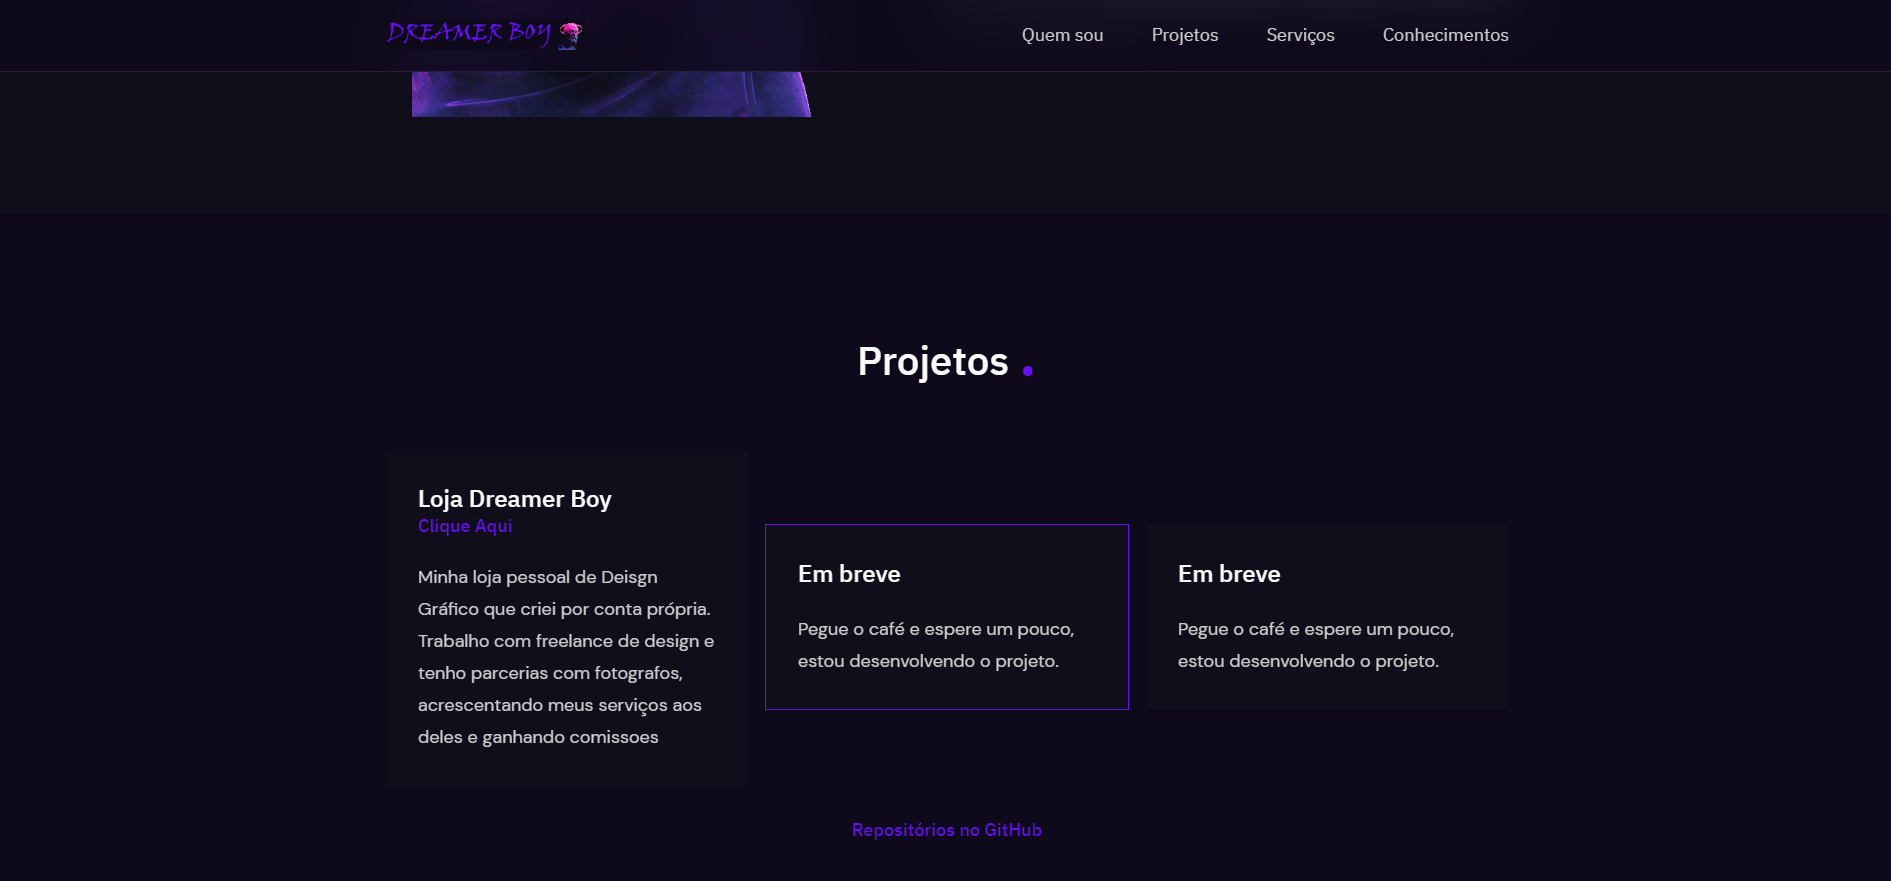 DREAMER BOY
Quem sou
Projetos
Serviços
Conhecimentos
Projetos .
Loja Dreamer Boy
Clique Aqui
Minha loja pessoal de Deisgn
Gráfico que criei por conta própria.
Trabalho com freelance de design e
tenho parcerias com fotografos,
acrescentando meus serviços aos
deles e ganhando comissoes
Em breve
Pegue o café e espere um pouco,
estou desenvolvendo o projeto.
Em breve
Pegue o café e espere um pouco,
estou desenvolvendo o projeto.
Repositórios no GitHub